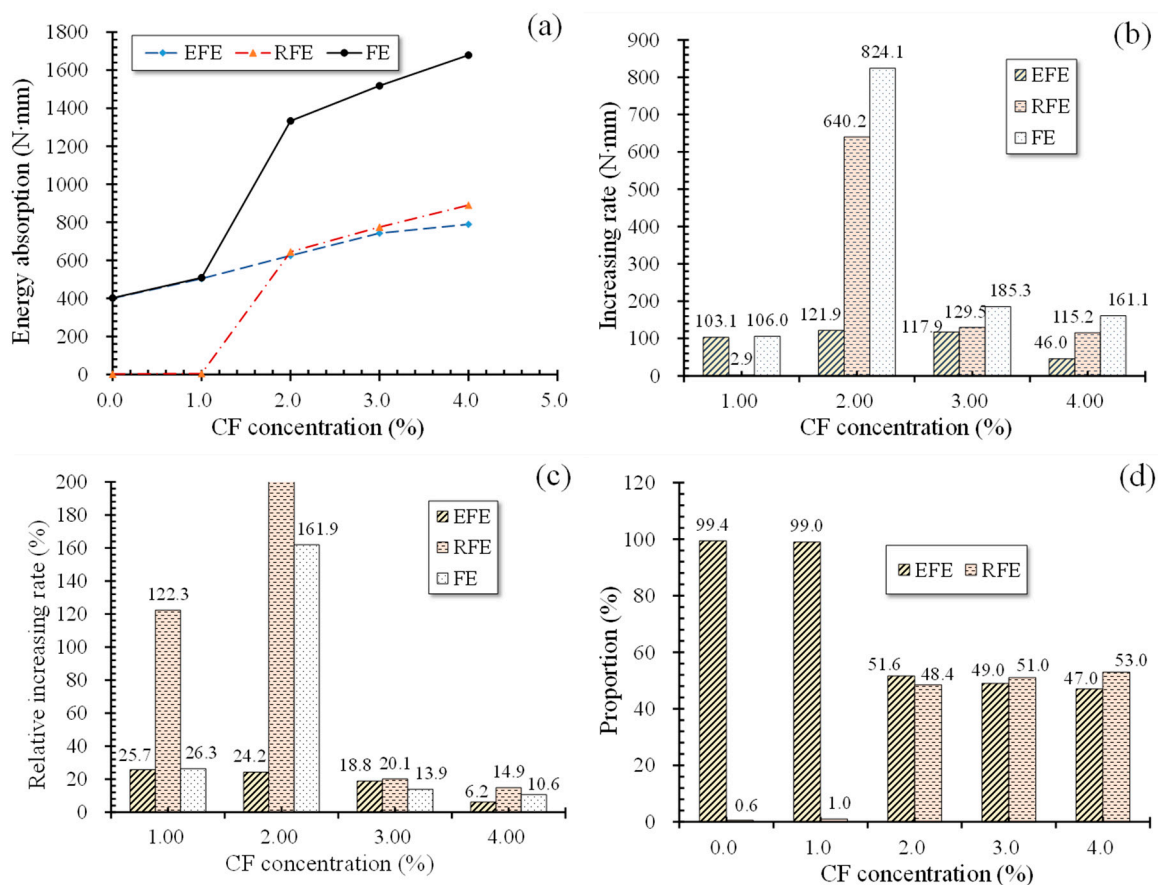 (a)
EFE RFE FE
1800
1600
1400
1200
1000
800
600
400
200
0
0.0 1.0 2.0 3.0 4.0 5.0
Energy absorption (N·mm)
CF concentration (%)
(b)
EFE
RFE
FE
900
800
700
600
500
400
300
200
100
0
824.1
640.2
103.1 106.0 121.9 117.9 129.5 185.3 46.0 115.2 161.1
2.9
1.00 2.00 3.00 4.00
Increasing rate (N·mm)
CF concentration (%)
(c)
EFE
RFE
FE
200
180
160
140
120
100
80
60
40
20
0
161.9
122.3
25.7 26.3 24.2 18.8 20.1 13.9 6.2 14.9 10.6
1.00 2.00 3.00 4.00
Relative increasing rate (%)
CF concentration (%)
(d)
EFE RFE
120
100
80
60
40
20
0
99.4 99.0
51.6 48.4 49.0 51.0 47.0 53.0
0.6 1.0
0.0 1.0 2.0 3.0 4.0
Proportion (%)
CF concentration (%)